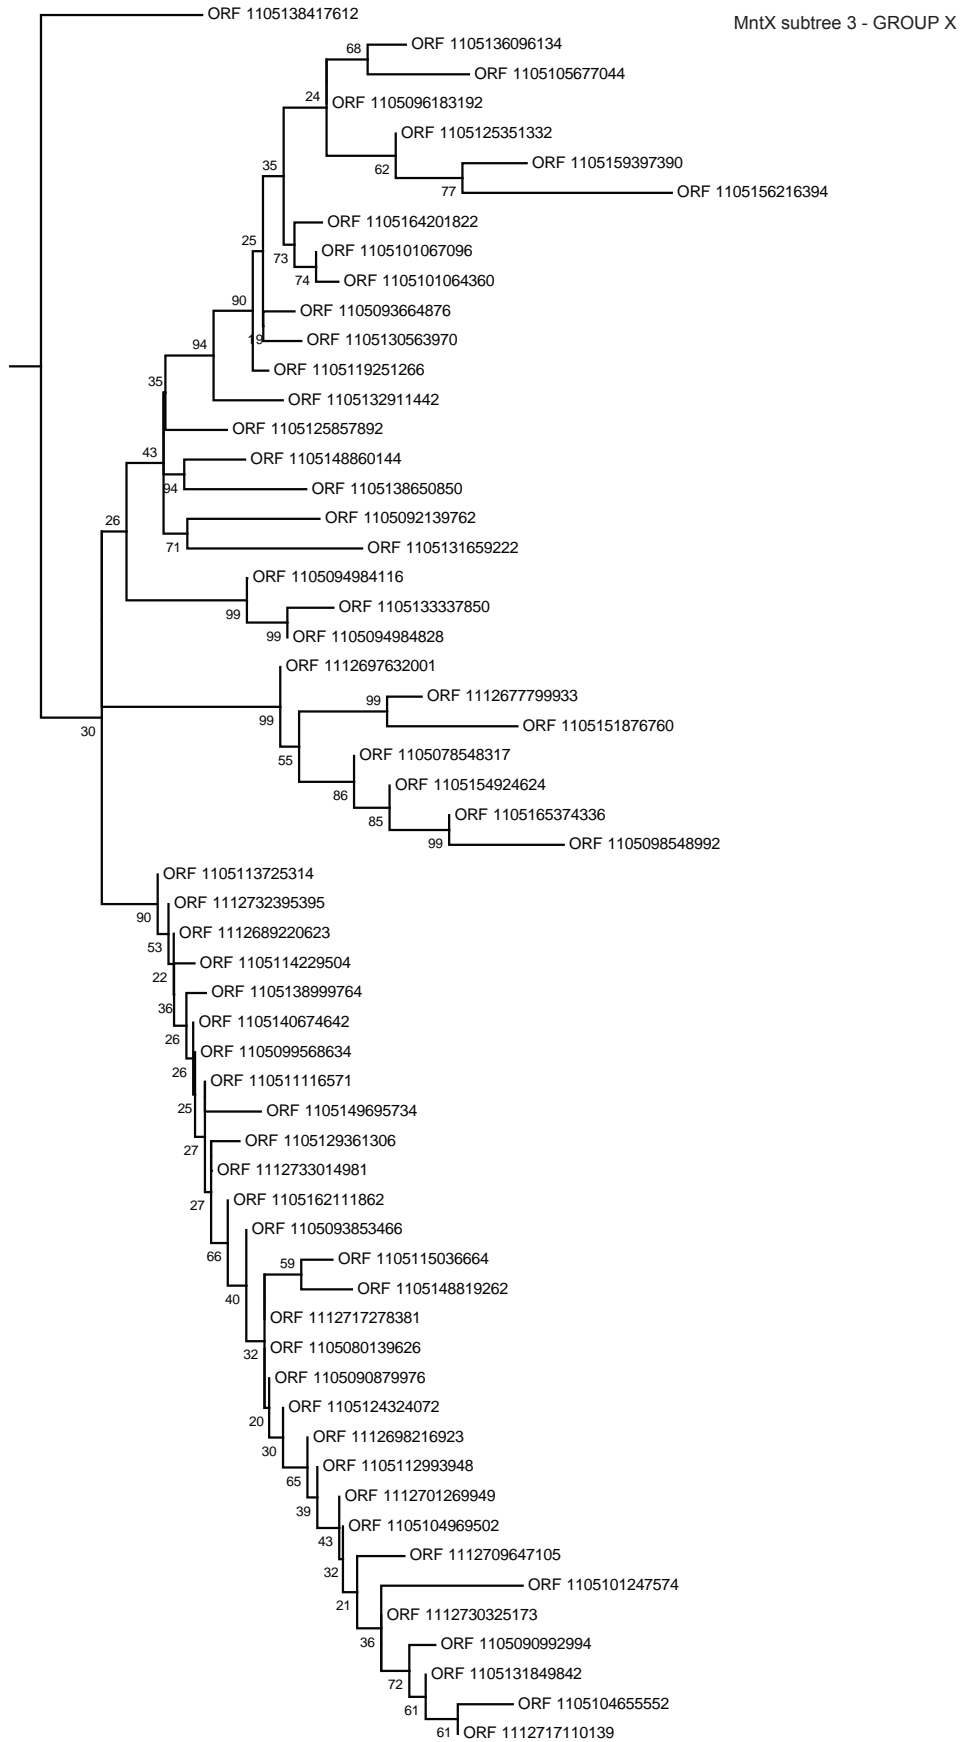 ORF 1105138417612
MntX subtree 3 - GROUP X
ORF 1105136096134
68
ORF 1105105677044
24
ORF 1105096183192
ORF 1105125351332
62
ORF 1105159397390
77
ORF 1105156216394
35
ORF 1105164201822
73
ORF 1105101067096
74
ORF 1105101064360
25
90
ORF 1105093664876
19
ORF 1105130563970
94
ORF 1105119251266
35
ORF 1105132911442
ORF 1105125857892
43
ORF 1105148860144
94
ORF 1105138650850
26
ORF 1105092139762
71
ORF 1105131659222
ORF 1105094984116
99
ORF 1105133337850
99
ORF 1105094984828
ORF 1112697632001
99
ORF 1112677799933
99
30
ORF 1105151876760
55
ORF 1105078548317
86
ORF 1105154924624
85
ORF 1105165374336
99
ORF 1105098548992
ORF 1105113725314
90
ORF 1112732395395
53
ORF 1112689220623
22
ORF 1105114229504
36
ORF 1105138999764
26
ORF 1105140674642
26
ORF 1105099568634
25
ORF 110511116571
27
ORF 1105149695734
ORF 1105129361306
27
ORF 1112733014981
66
ORF 1105162111862
40
ORF 1105093853466
59
ORF 1105115036664
ORF 1105148819262
32
ORF 1112717278381
ORF 1105080139626
20
ORF 1105090879976
30
ORF 1105124324072
65
ORF 1112698216923
39
ORF 1105112993948
43
ORF 1112701269949
32
ORF 1105104969502
21
ORF 1112709647105
36
ORF 1105101247574
ORF 1112730325173
72
ORF 1105090992994
61
ORF 1105131849842
61
ORF 1105104655552
ORF 1112717110139